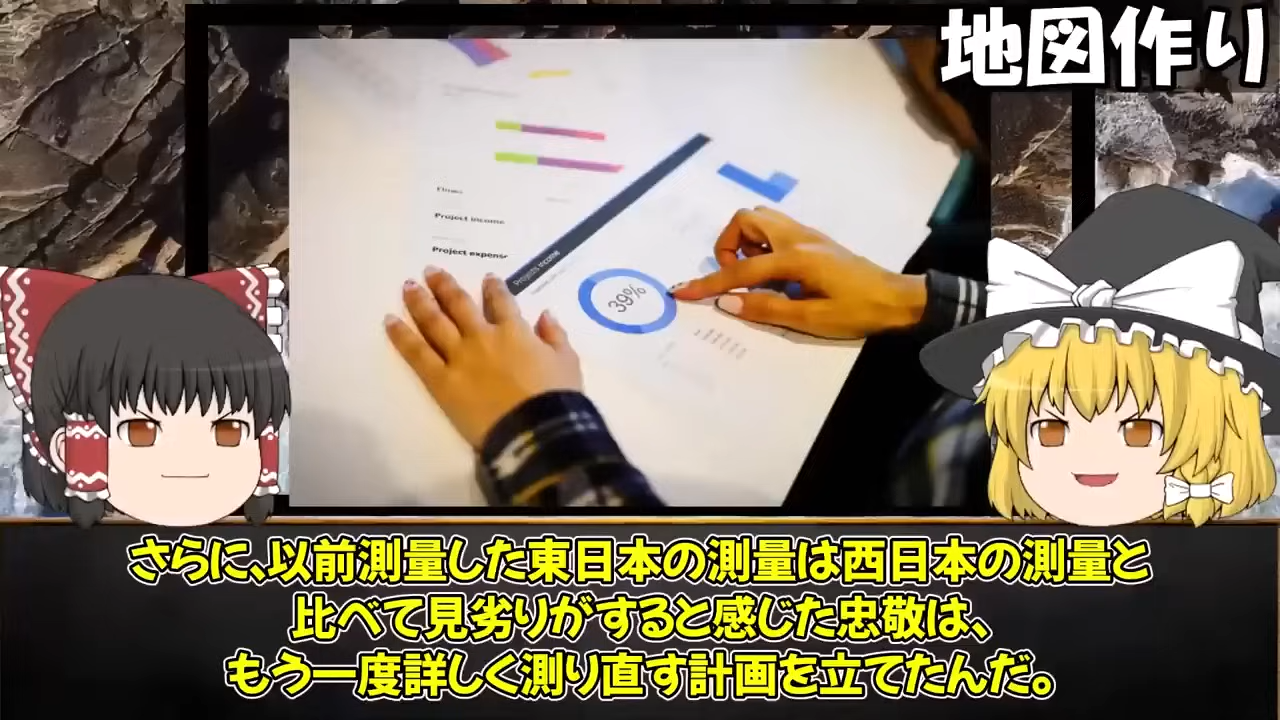 地図作り
Project income
Project expense
Projects income
39%
さらに、以前測量した東日本の測量は西日本の測量と
比べて見劣りがすると感じた忠敬は、
もう一度詳しく測り直す計画を立てたんだ。